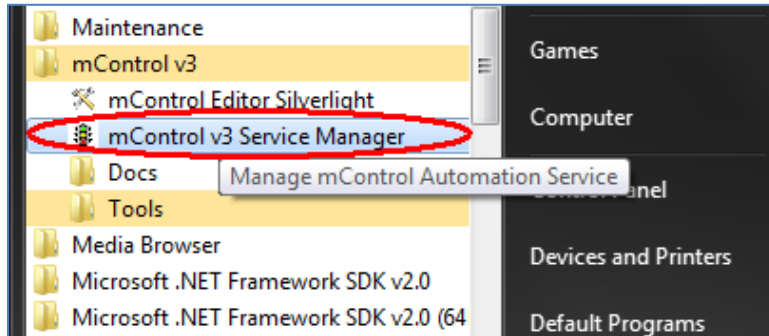 Maintenance
mControl v3
mControl Editor Silverlight
mControl v3 Service Manager
Docs
Manage mControl Automation Service
Tools
Media Browser
Microsoft .NET Framework SDK v2.0
Microsoft .NET Framework SDK v2.0 (64
Games
Computer
Control Panel
Devices and Printers
Default Programs